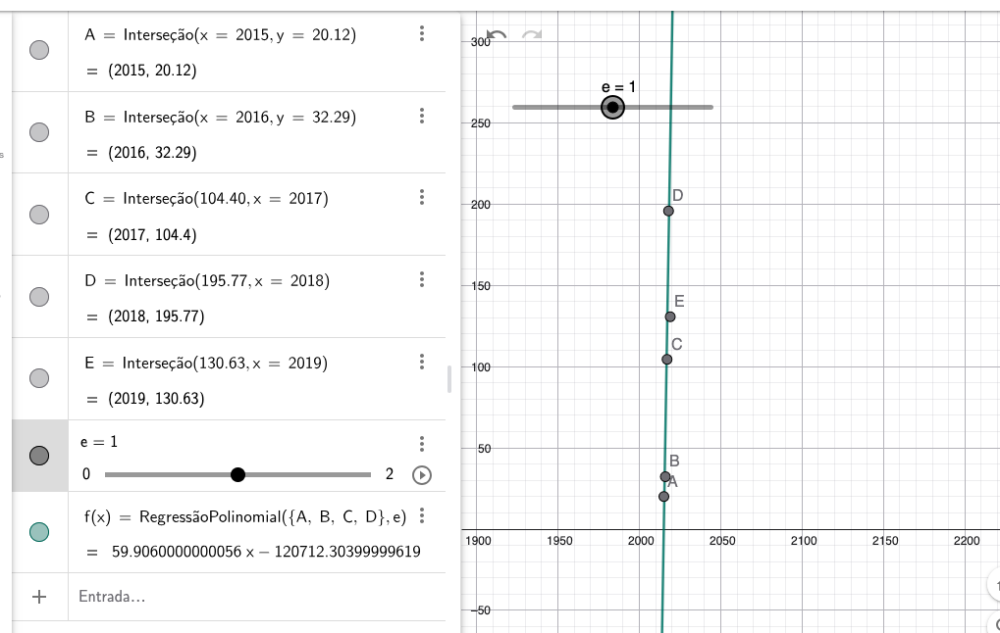 A = Interseção(x = 2015, y = 20.12)
= (2015, 20.12)
B = Interseção(x = 2016, y = 32.29)
= (2016, 32.29)
C = Interseção(104.40, x = 2017)
= (2017, 104.4)
D = Interseção(195.77, x = 2018)
= (2018, 195.77)
E = Interseção(130.63, x = 2019)
= (2019, 130.63)
e = 1
0 2
f(x) = RegressãoPolinomial({A, B, C, D}, e)
= 59.9060000000056 x − 120712.30399999619
+ Entrada…
300
e = 1
250
D
200
150
E
C
100
50
B
A
1900 1950 2000 2050 2100 2150 2200
−50